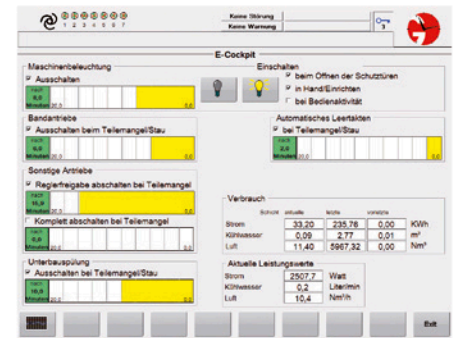 Keine Störung
Keine Warnung
1 2 3 4 5 6 7
3
E-Cockpit
Maschinenbeleuchtung
Ausschalten
nach
Minuten 20,0 0,0
Einschalten
beim Öffnen der Schutztüren
in Hand/Einrichten
bei Bedienaktivität
Bandantriebe
Ausschalten beim Teilemangel/Stau
nach
Minuten 20,0 0,0
Automatisches Leertakten
bei Teilemangel/Stau
nach
2,0
Minuten 20,0 0,0
Sonstige Antriebe
Reglerfreigabe abschalten bei Teilemangel
nach
Minuten 20,0 0,0
Komplett abschalten bei Teilemangel
nach
Minuten 20,0 0,0
Verbrauch
Schicht aktuelle letzte vorletzte
Strom 33,20 235,76 0,00 KWh
Kühlwasser 0,09 2,77 0,01 m³
Luft 11,40 5967,32 0,00 Nm³
Unterbauspülung
Ausschalten bei Teilemangel/Stau
nach
Minuten 20,0 0,0
Aktuelle Leistungswerte
Strom 2507,7 Watt
Kühlwasser 0,2 Liter/min
Luft 10,4 Nm³/h
Exit